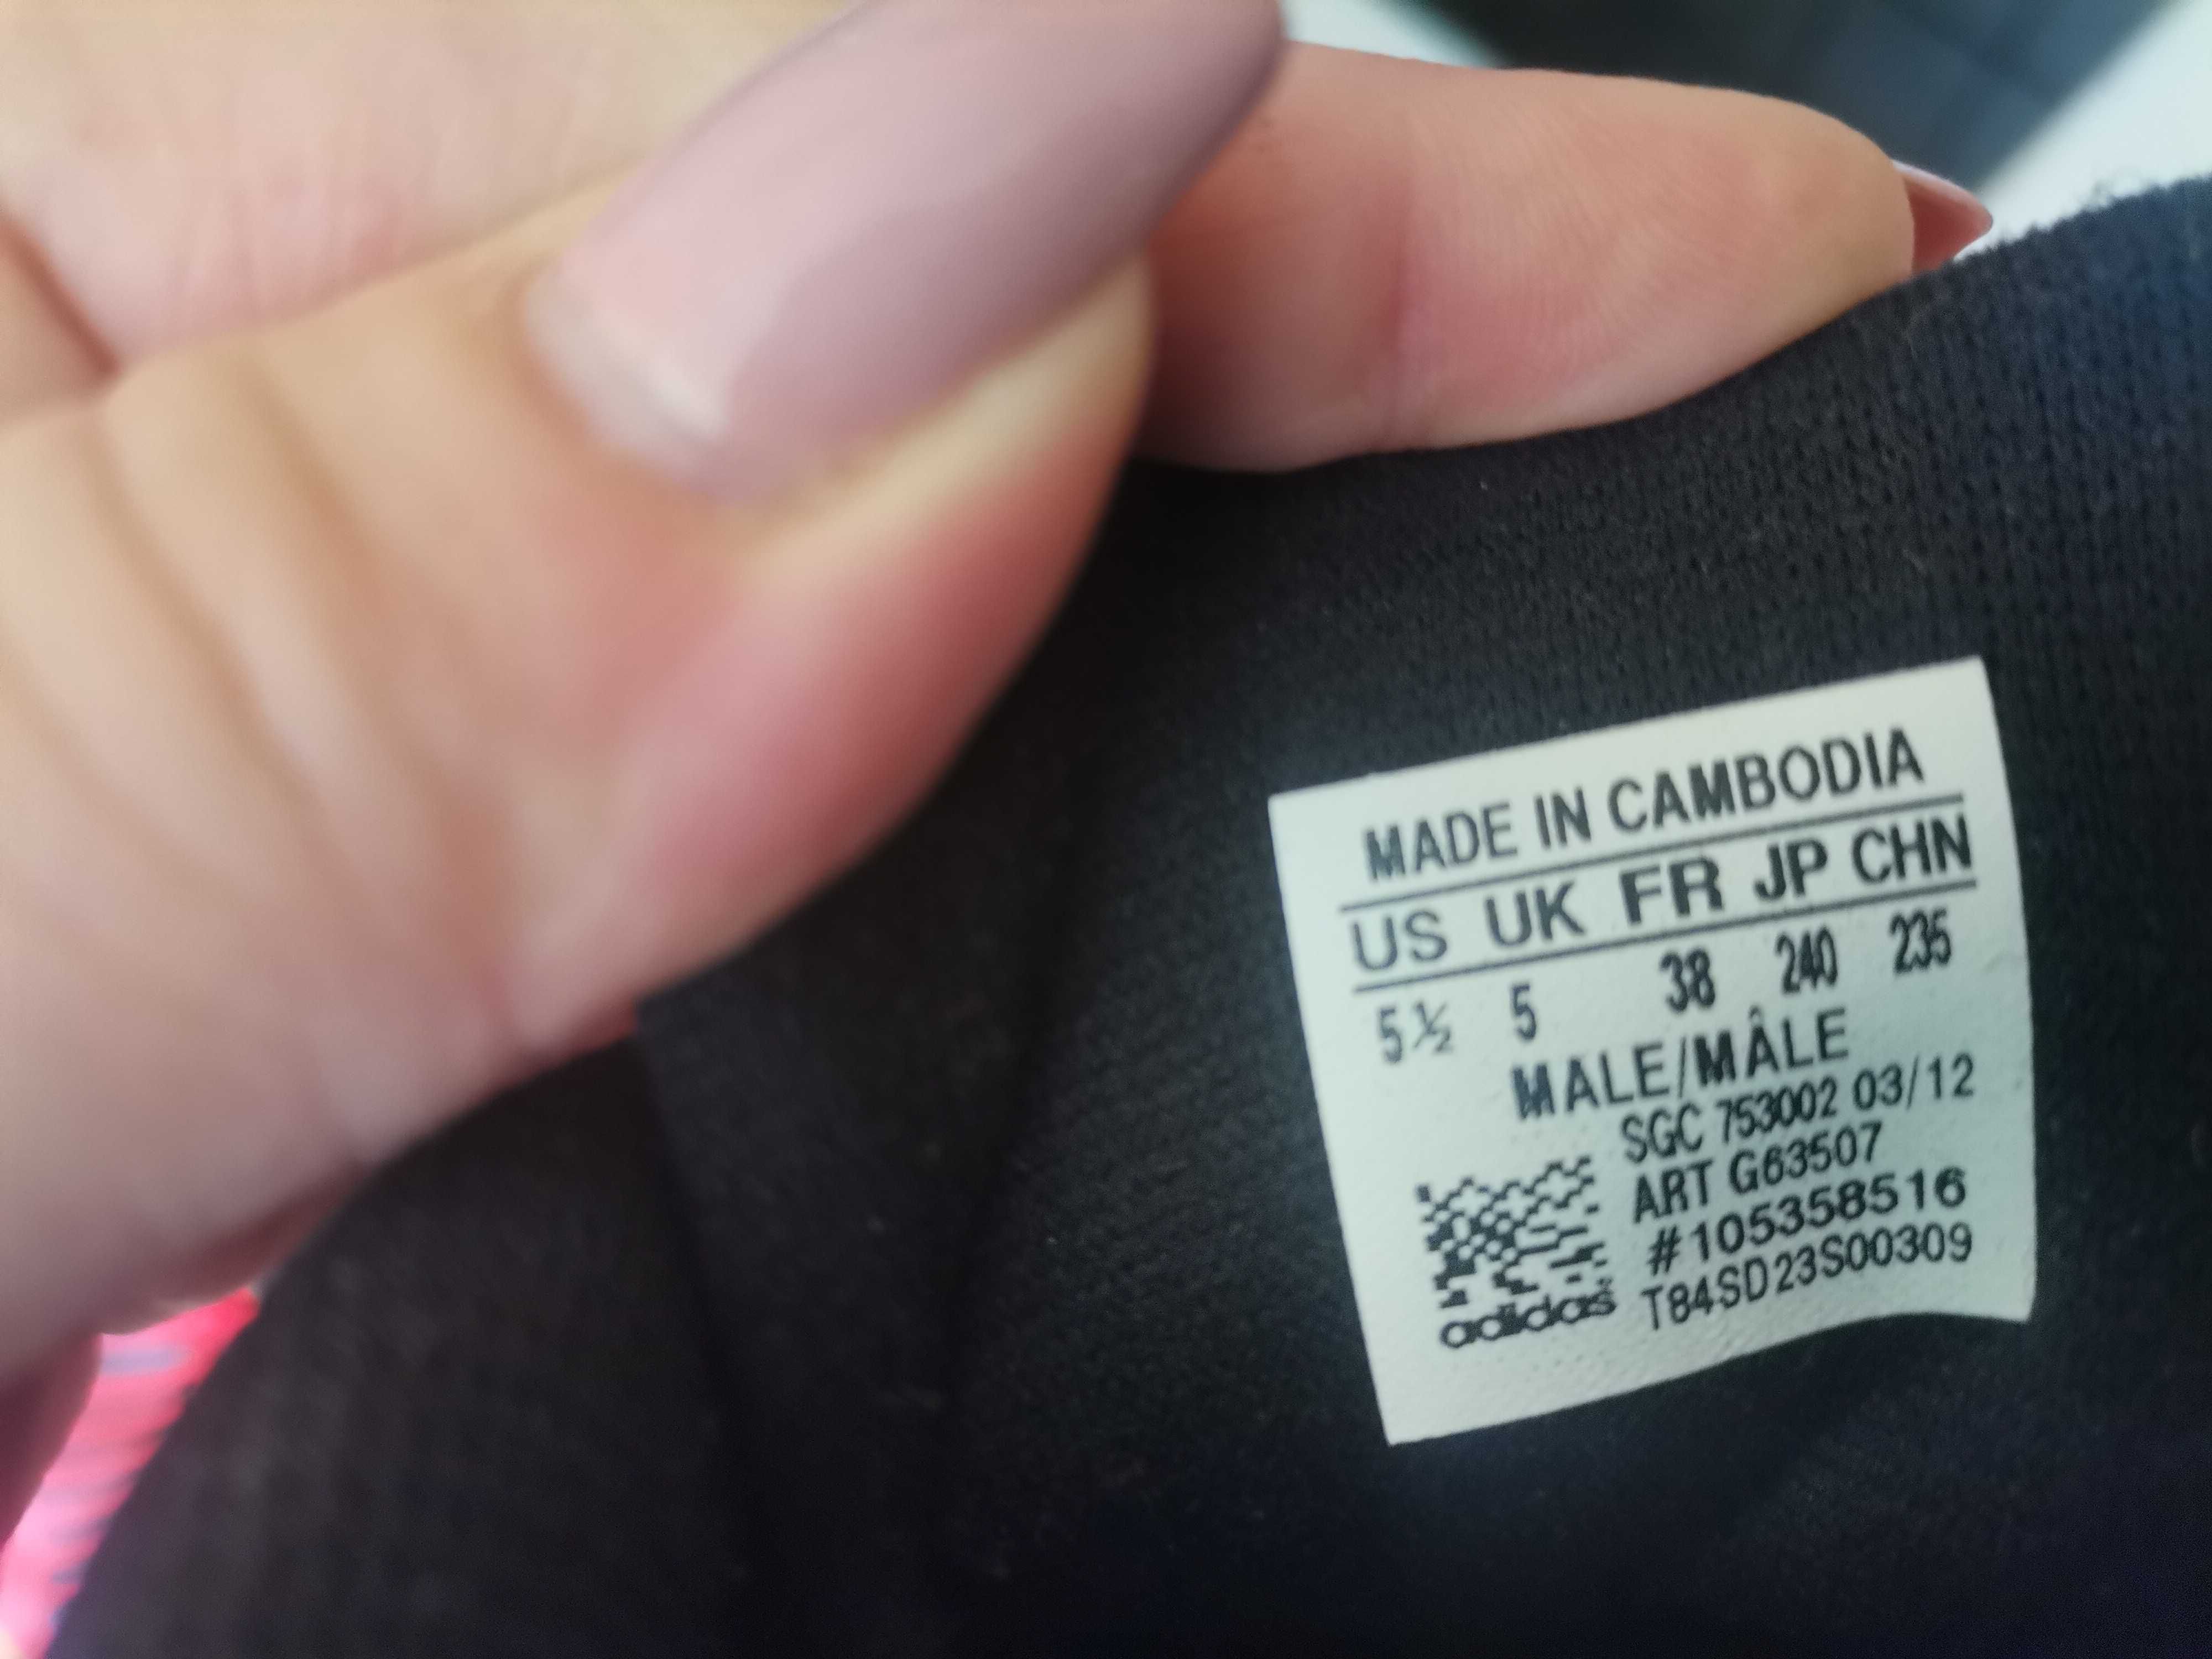 MADE IN CAMBODIA
US UK FR JP CHN
5½ 5 38 240 235
MALE/MÂLE
SGC 753002 03/12
ART G63507
#105358516
adidas T84SD23S00309